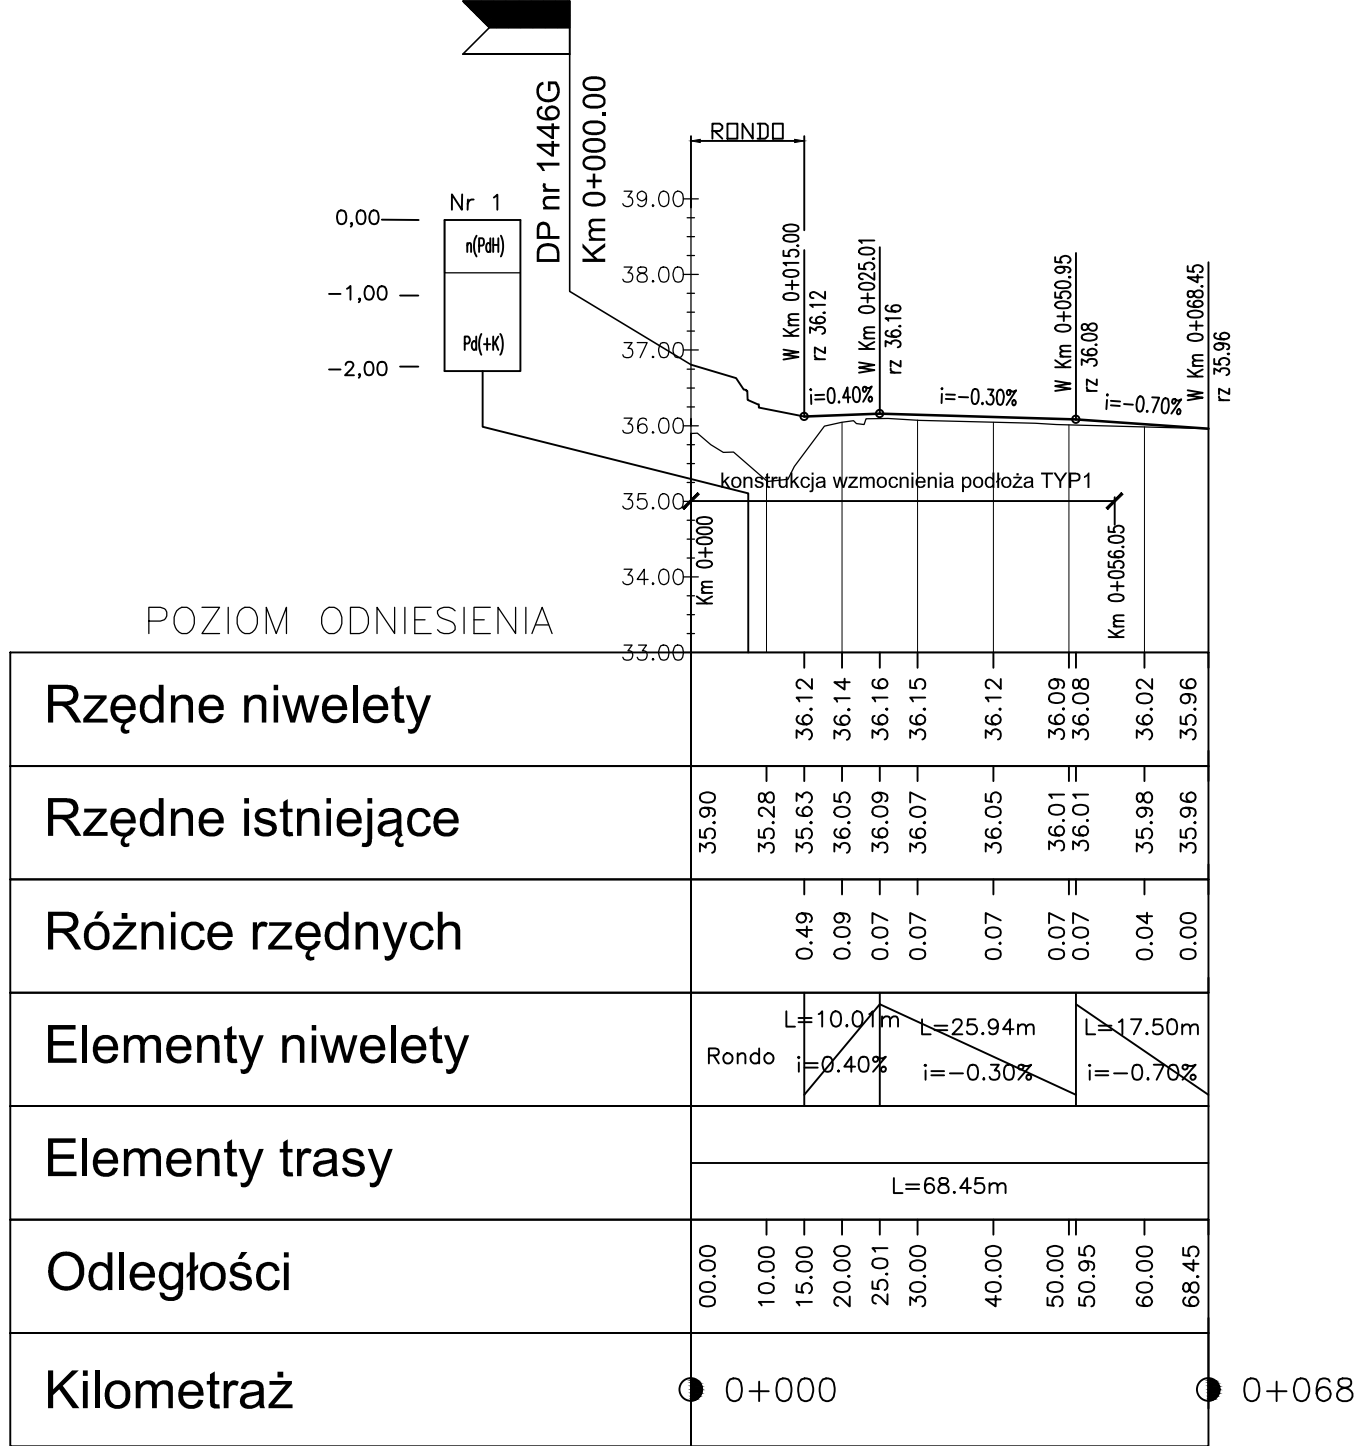 DP nr 1446G
Km 0+000.00
RONDO
Nr 1
n(PdH)
Pd(+K)
0,00
-1,00
-2,00
39.00
38.00
37.00
36.00
35.00
34.00
33.00
W Km 0+015.00
rz 36.12
W Km 0+025.01
rz 36.16
W Km 0+050.95
rz 36.08
W Km 0+068.45
rz 35.96
i=0.40%
i=-0.30%
i=-0.70%
konstrukcja wzmocnienia podłoża TYP1
Km 0+000
Km 0+056.05
POZIOM ODNIESIENIA
Rzędne niwelety
36.12 36.14 36.16 36.15 36.12 36.09 36.08 36.02 35.96
Rzędne istniejące
35.90 35.28 35.63 36.05 36.09 36.07 36.05 36.01 36.01 35.98 35.96
Różnice rzędnych
0.49 0.09 0.07 0.07 0.07 0.07 0.07 0.04 0.00
Elementy niwelety
Rondo
L=10.01m
i=0.40%
L=25.94m
i=-0.30%
L=17.50m
i=-0.70%
Elementy trasy
L=68.45m
Odległości
00.00 10.00 15.00 20.00 25.01 30.00 40.00 50.00 50.95 60.00 68.45
Kilometraż
0+000
0+068